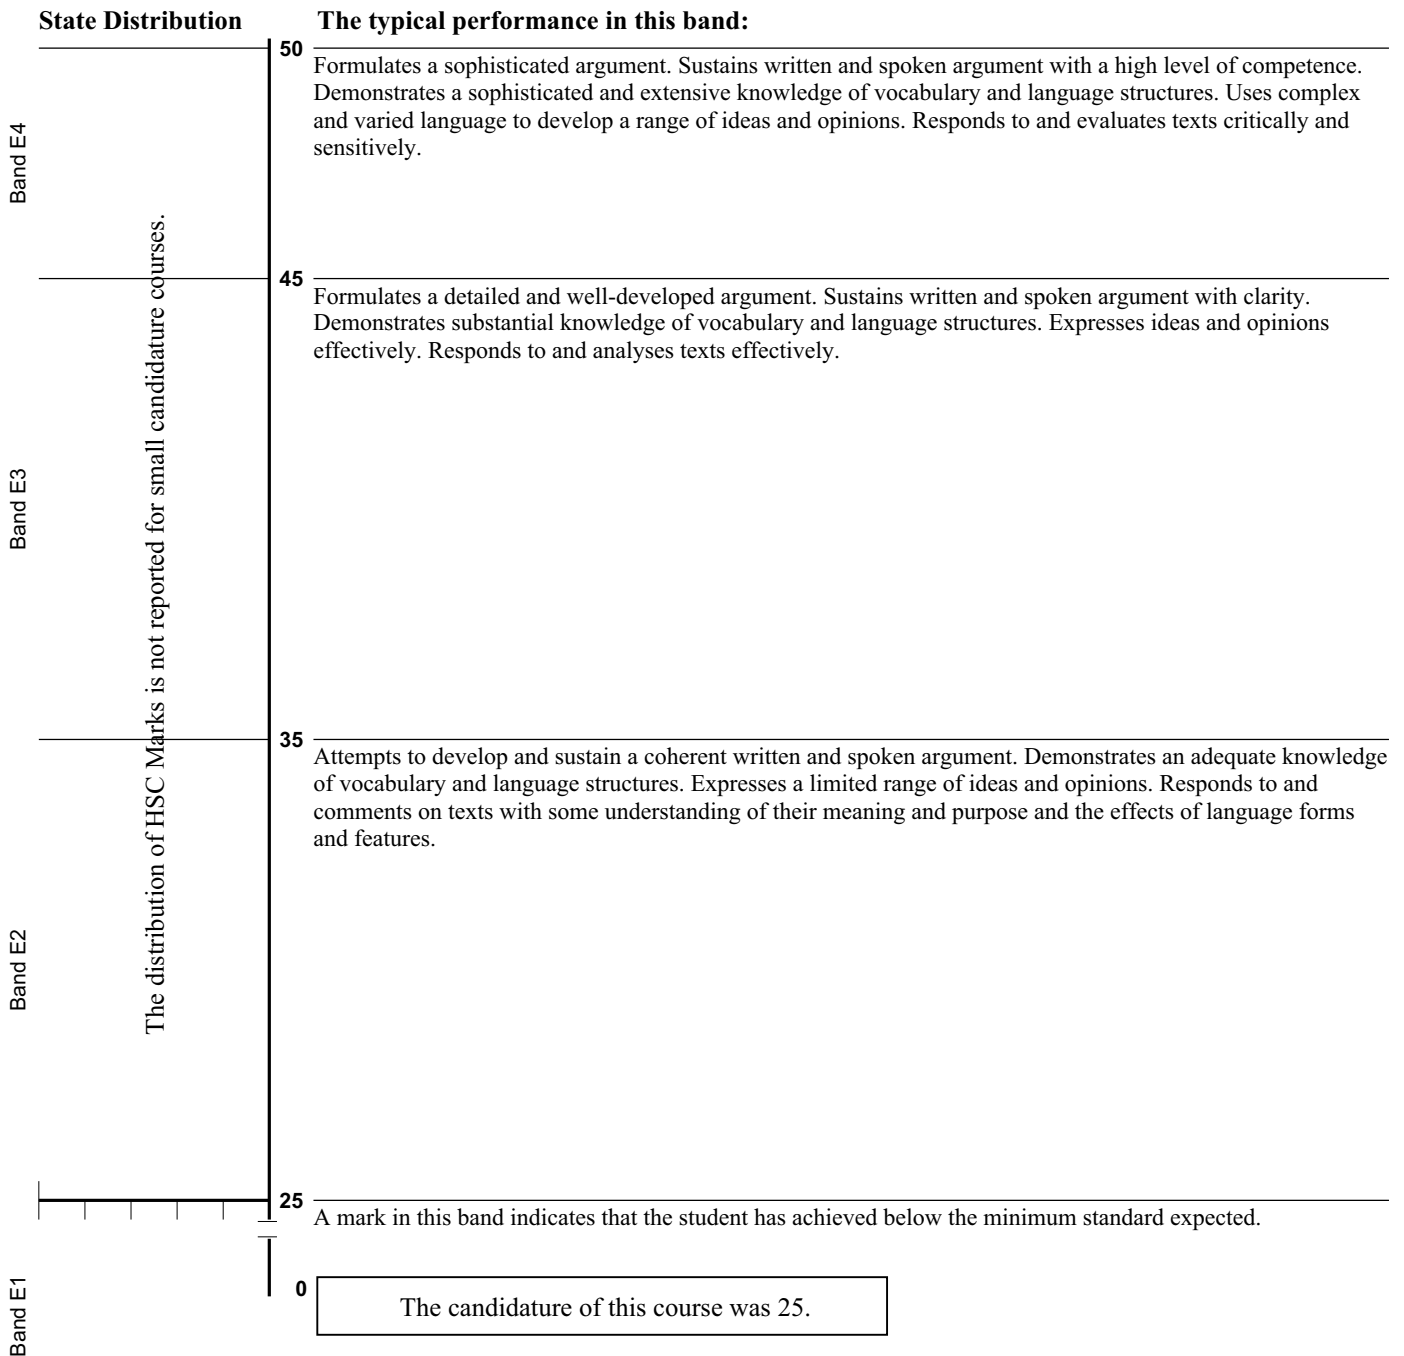 State Distribution
The typical performance in this band:
50
Formulates a sophisticated argument. Sustains written and spoken argument with a high level of competence.
Demonstrates a sophisticated and extensive knowledge of vocabulary and language structures. Uses complex
and varied language to develop a range of ideas and opinions. Responds to and evaluates texts critically and
sensitively.
Band E4
The distribution of HSC Marks is not reported for small candidature courses.
45
Formulates a detailed and well-developed argument. Sustains written and spoken argument with clarity.
Demonstrates substantial knowledge of vocabulary and language structures. Expresses ideas and opinions
effectively. Responds to and analyses texts effectively.
Band E3
35
Attempts to develop and sustain a coherent written and spoken argument. Demonstrates an adequate knowledge
of vocabulary and language structures. Expresses a limited range of ideas and opinions. Responds to and
comments on texts with some understanding of their meaning and purpose and the effects of language forms
and features.
Band E2
25
A mark in this band indicates that the student has achieved below the minimum standard expected.
Band E1
0
The candidature of this course was 25.